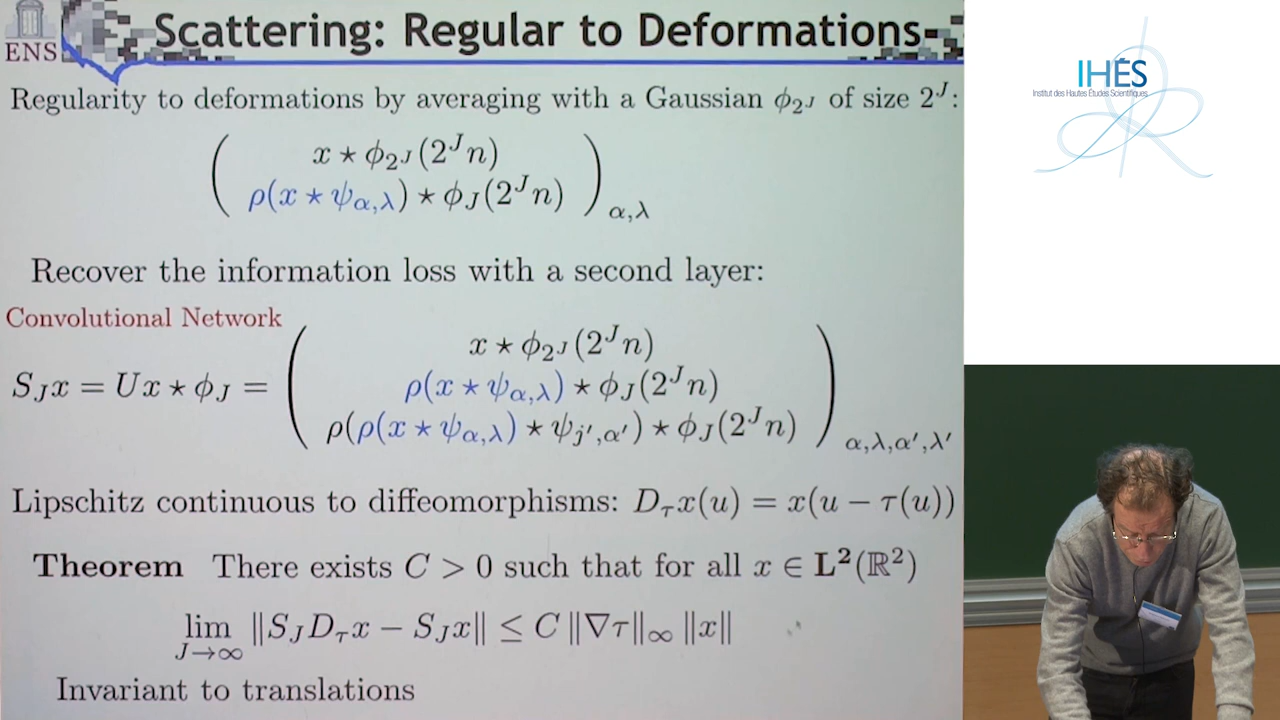 ENS
Scattering: Regular to Deformations
Regularity to deformations by averaging with a Gaussian ϕ_{2^J} of size 2^J:
( x ⋆ ϕ_{2^J}(2^J n)
ρ(x ⋆ ψ_{α,λ}) ⋆ ϕ_J(2^J n) )_{α,λ}
Recover the information loss with a second layer:
Convolutional Network
S_J x = Ux ⋆ ϕ_J = ( x ⋆ ϕ_{2^J}(2^J n)
ρ(x ⋆ ψ_{α,λ}) ⋆ ϕ_J(2^J n)
ρ(ρ(x ⋆ ψ_{α,λ}) ⋆ ψ_{j',α'}) ⋆ ϕ_J(2^J n) )_{α,λ,α',λ'}
Lipschitz continuous to diffeomorphisms: D_τ x(u) = x(u − τ(u))
Theorem There exists C > 0 such that for all x ∈ L²(ℝ²)
lim_{J→∞} ‖S_J D_τ x − S_J x‖ ≤ C ‖∇τ‖_∞ ‖x‖
Invariant to translations
IHES
Institut des Hautes Études Scientifiques